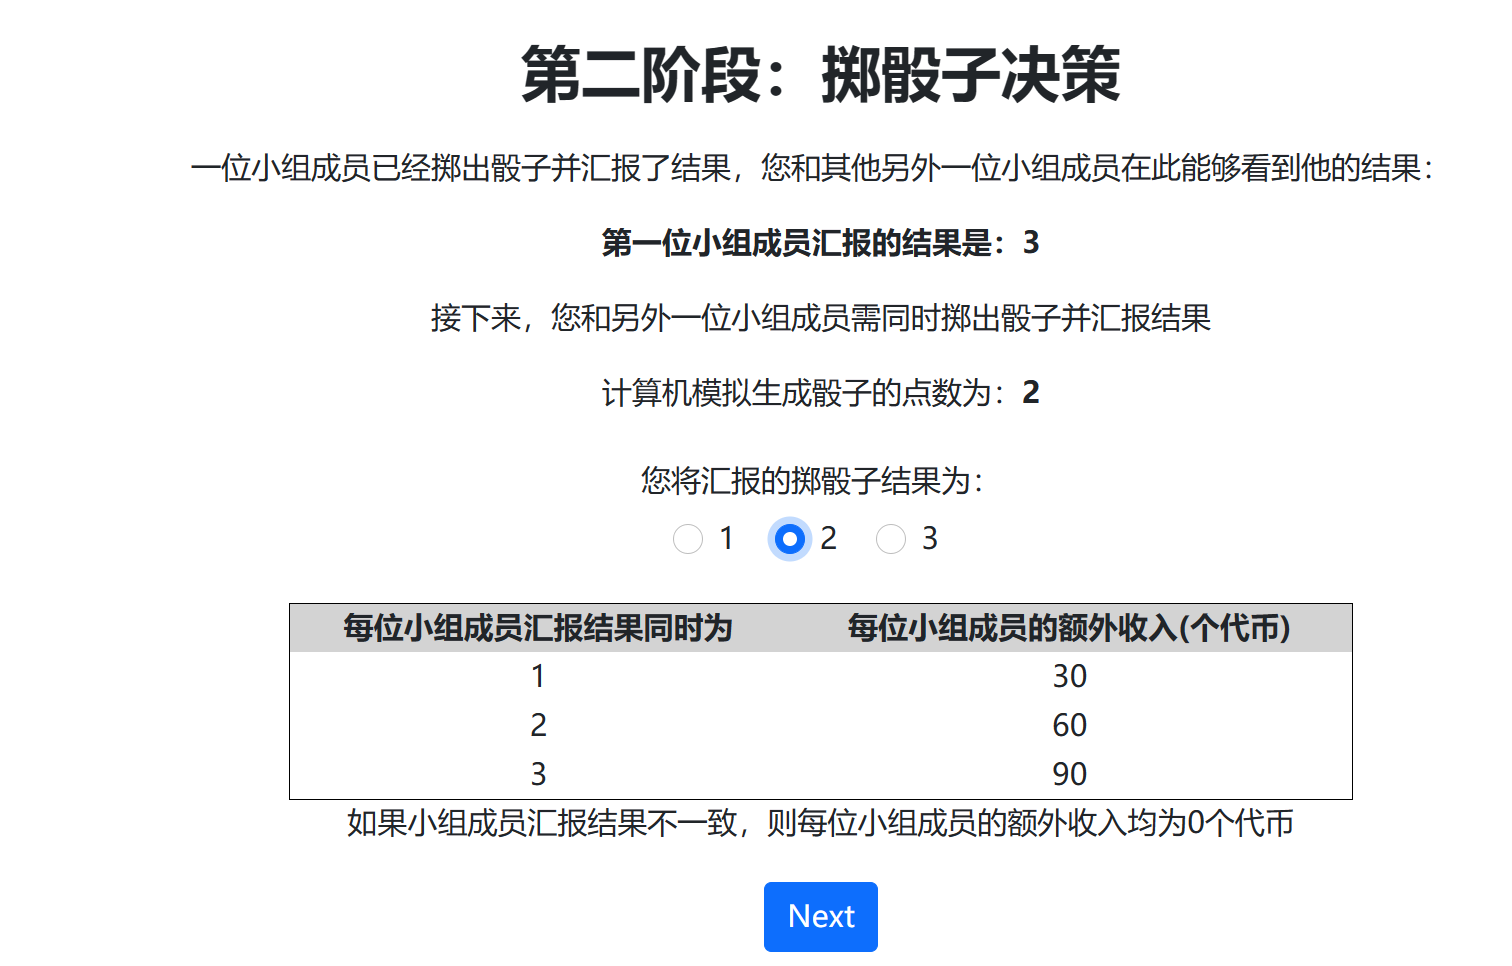 第二阶段：掷骰子决策
一位小组成员已经掷出骰子并汇报了结果，您和其他另外一位小组成员在此能够看到他的结果：
第一位小组成员汇报的结果是：3
接下来，您和另外一位小组成员需同时掷出骰子并汇报结果
计算机模拟生成骰子的点数为：2
您将汇报的掷骰子结果为：
1 2 3
每位小组成员汇报结果同时为 每位小组成员的额外收入(个代币)
1 30
2 60
3 90
如果小组成员汇报结果不一致，则每位小组成员的额外收入均为0个代币
Next